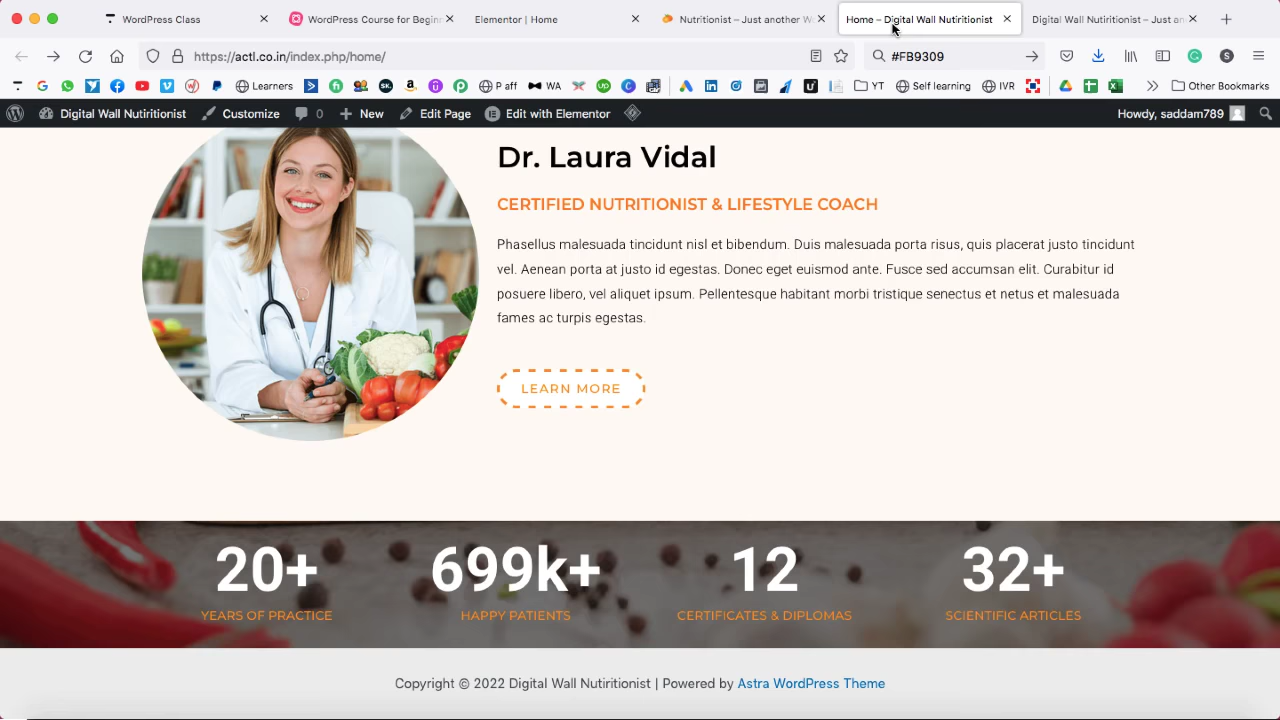 WordPress Class
WordPress Course for Beginn
Elementor | Home
Nutritionist – Just another W
Home – Digital Wall Nutiritionist
Digital Wall Nutiritionist – Just an
https://actl.co.in/index.php/home/
#FB9309
Learners
P aff
WA
YT
Self learning
IVR
Other Bookmarks
Digital Wall Nutiritionist
Customize
0
New
Edit Page
Edit with Elementor
Howdy, saddam789
Dr. Laura Vidal
CERTIFIED NUTRITIONIST & LIFESTYLE COACH
Phasellus malesuada tincidunt nisl et bibendum. Duis malesuada porta risus, quis placerat justo tincidunt
vel. Aenean porta at justo id egestas. Donec eget euismod ante. Fusce sed accumsan elit. Curabitur id
posuere libero, vel aliquet ipsum. Pellentesque habitant morbi tristique senectus et netus et malesuada
fames ac turpis egestas.
LEARN MORE
20+
699k+
12
32+
YEARS OF PRACTICE
HAPPY PATIENTS
CERTIFICATES & DIPLOMAS
SCIENTIFIC ARTICLES
Copyright © 2022 Digital Wall Nutiritionist | Powered by Astra WordPress Theme